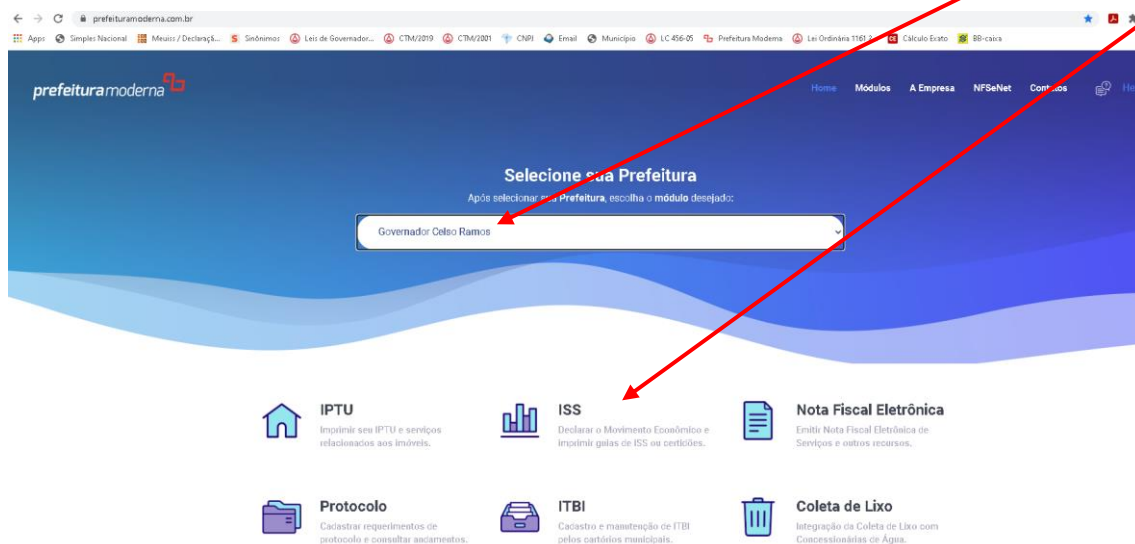 prefeituramoderna.com.br
Apps Simples Nacional Meuiss / Declaraçã... Sinônimos Leis de Governador... CTM/2019 CTM/2001 CNPJ Email Município LC 456-05 Prefeitura Moderna Lei Ordinária 1161 2 Cálculo Exato BB-caixa
prefeituramoderna
Home Módulos A Empresa NFSeNet Contatos
Selecione sua Prefeitura
Após selecionar sua Prefeitura, escolha o módulo desejado:
Governador Celso Ramos
IPTU
Imprimir seu IPTU e serviços
relacionados aos imóveis.
ISS
Declarar o Movimento Econômico e
imprimir guias de ISS ou certidões.
Nota Fiscal Eletrônica
Emitir Nota Fiscal Eletrônica de
Serviços e outros recursos.
Protocolo
Cadastrar requerimentos de
protocolo e consultar andamentos.
ITBI
Cadastro e manutenção de ITBI
pelos cartórios municipais.
Coleta de Lixo
Integração da Coleta de Lixo com
Concessionárias de Água.